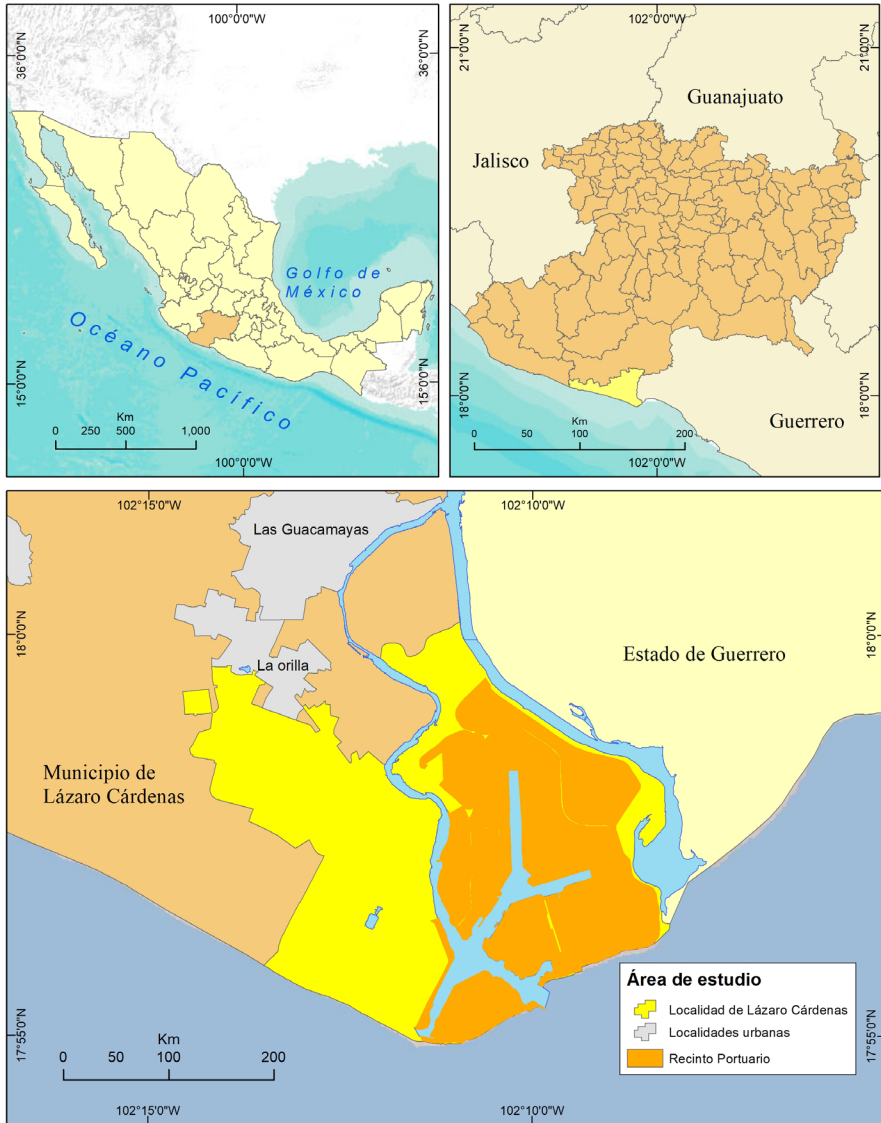 100°0'0"W
36°0'0"N
36°0'0"N
Golfo de
México
Océano Pacífico
15°0'0"N
15°0'0"N
Km
0 250 500 1,000
100°0'0"W
102°0'0"W
21°0'0"N
21°0'0"N
Guanajuato
Jalisco
18°0'0"N
18°0'0"N
Guerrero
Km
0 50 100 200
102°0'0"W
102°15'0"W
102°10'0"W
Las Guacamayas
18°0'0"N
18°0'0"N
La orilla
Estado de Guerrero
Municipio de
Lázaro Cárdenas
Área de estudio
Localidad de Lázaro Cárdenas
Localidades urbanas
Recinto Portuario
17°55'0"N
17°55'0"N
Km
0 50 100 200
102°15'0"W
102°10'0"W